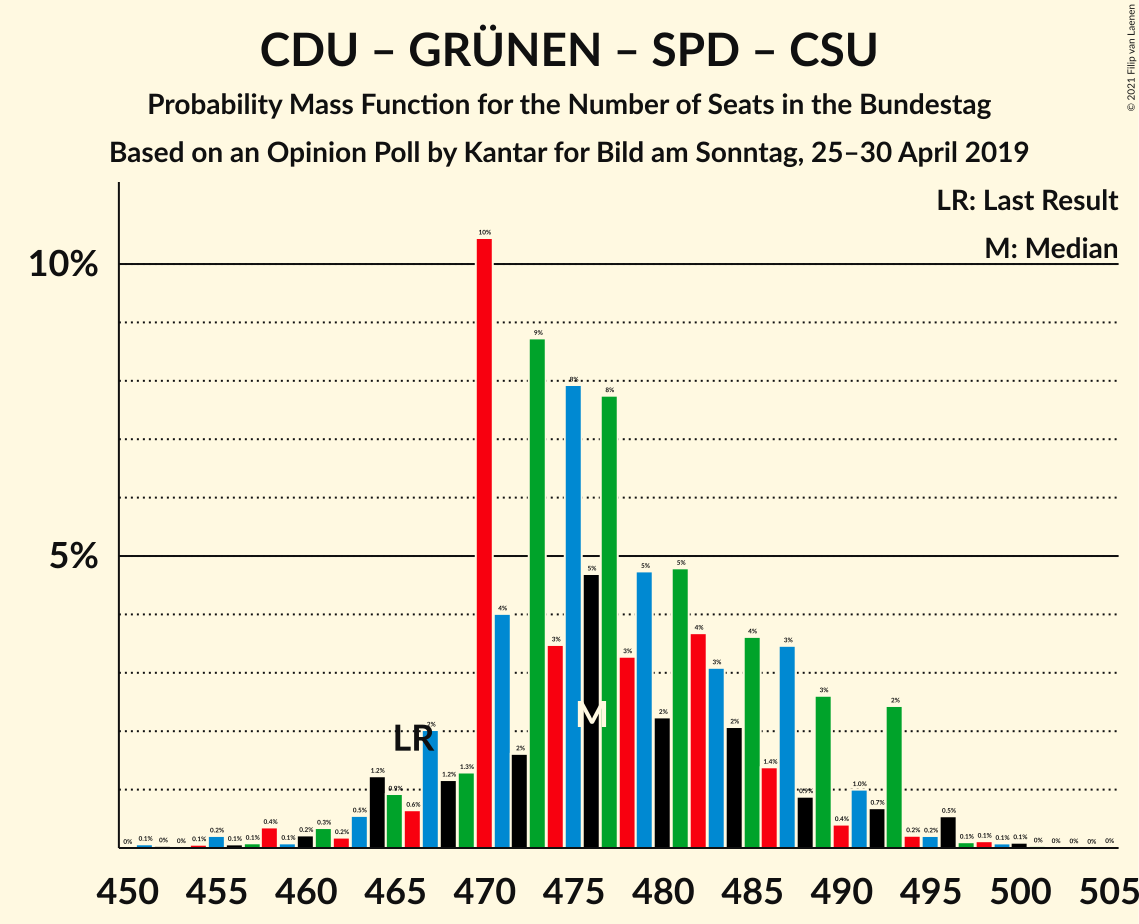 CDU – GRÜNEN – SPD – CSU
Probability Mass Function for the Number of Seats in the Bundestag
Based on an Opinion Poll by Kantar for Bild am Sonntag, 25–30 April 2019
© 2021 Filip van Laenen
LR: Last Result
M: Median
10%
5%
0% 0.1% 0% 0% 0.1% 0.2% 0.1% 0.1% 0.4% 0.1% 0.2% 0.3% 0.2% 0.5% 1.2% 0.9% 0.6% 2% 1.2% 1.3% 10% 4% 2% 9% 3% 8% 5% 8% 3% 5% 2% 5% 4% 3% 2% 4% 1.4% 3% 0.9% 3% 0.4% 1.0% 0.7% 2% 0.2% 0.2% 0.5% 0.1% 0.1% 0.1% 0.1% 0% 0% 0% 0% 0%
LR
M
450 455 460 465 470 475 480 485 490 495 500 505